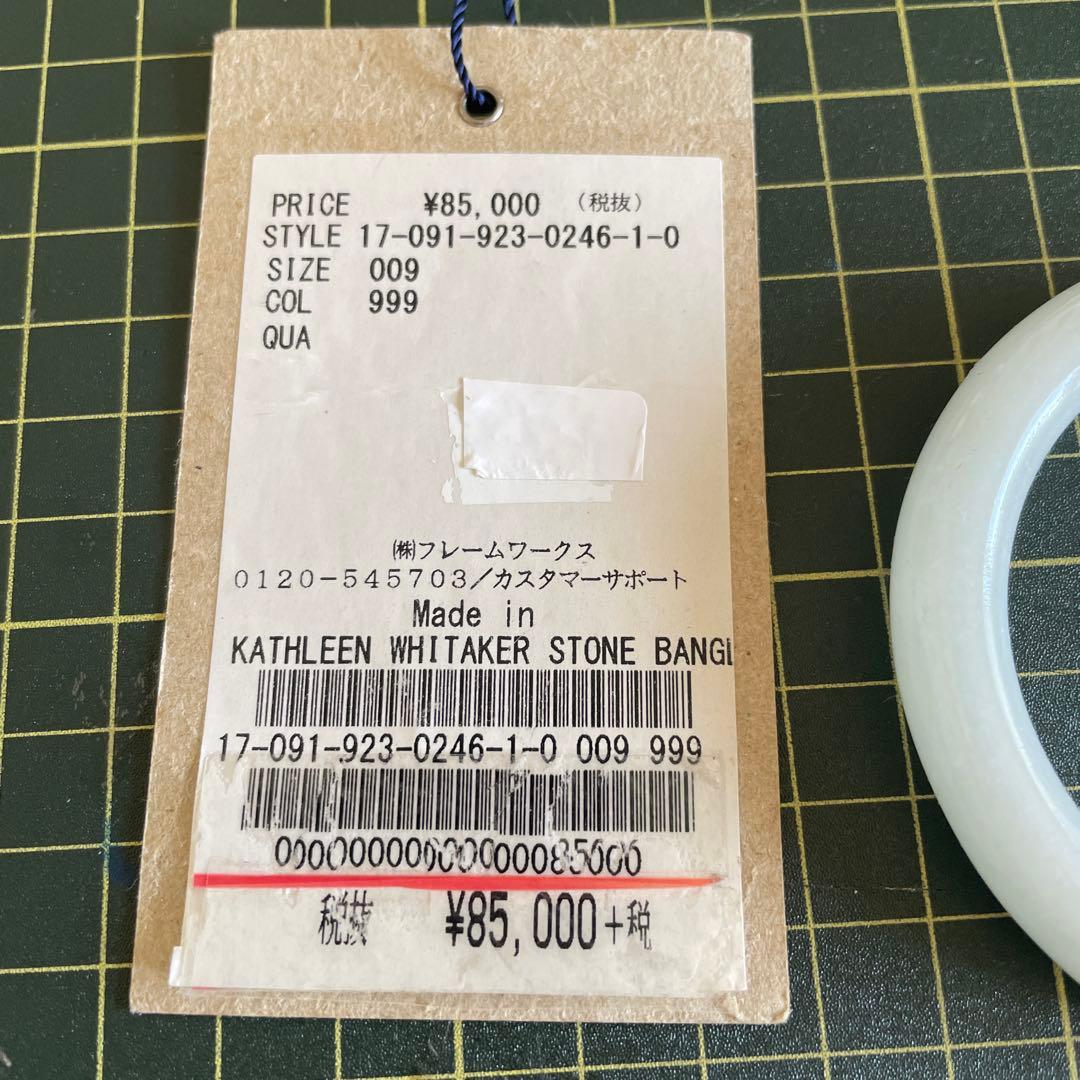 PRICE ¥85,000 (税抜)
STYLE 17-091-923-0246-1-0
SIZE 009
COL 999
QUA
㈱フレームワークス
0120-545703/カスタマーサポート
Made in
KATHLEEN WHITAKER STONE BANGL
17-091-923-0246-1-0 009 999
税抜 ¥85,000+税